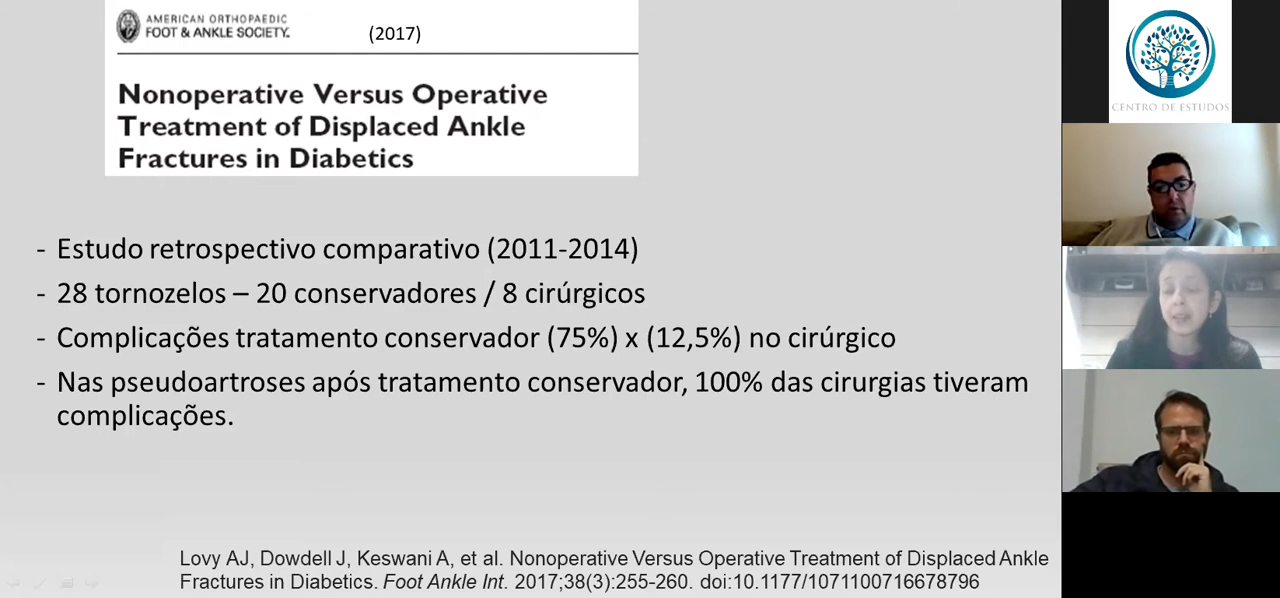 AMERICAN ORTHOPAEDIC
FOOT & ANKLE SOCIETY.
(2017)
Nonoperative Versus Operative
Treatment of Displaced Ankle
Fractures in Diabetics
- Estudo retrospectivo comparativo (2011-2014)
- 28 tornozelos – 20 conservadores / 8 cirúrgicos
- Complicações tratamento conservador (75%) x (12,5%) no cirúrgico
- Nas pseudoartroses após tratamento conservador, 100% das cirurgias tiveram
complicações.
Lovy AJ, Dowdell J, Keswani A, et al. Nonoperative Versus Operative Treatment of Displaced Ankle
Fractures in Diabetics. Foot Ankle Int. 2017;38(3):255-260. doi:10.1177/1071100716678796
CENTRO DE ESTUDOS